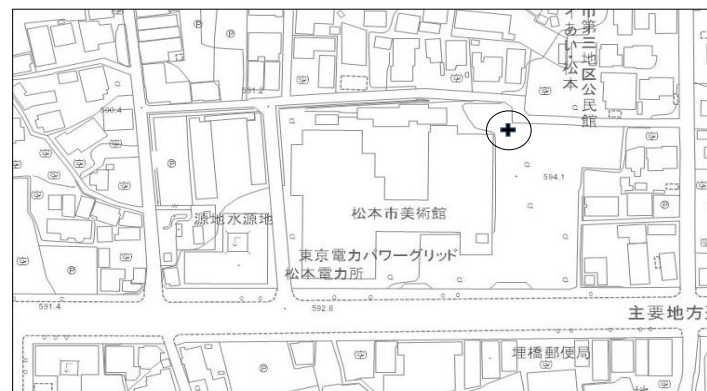 市第三地区公民館
イあい・松本
591.2
590.4
594.1
松本市美術館
源地水源地
東京電力パワーグリッド
松本電力所
591.4
592.8
主要地方
埋橋郵便局
P
P
P
P
P
P